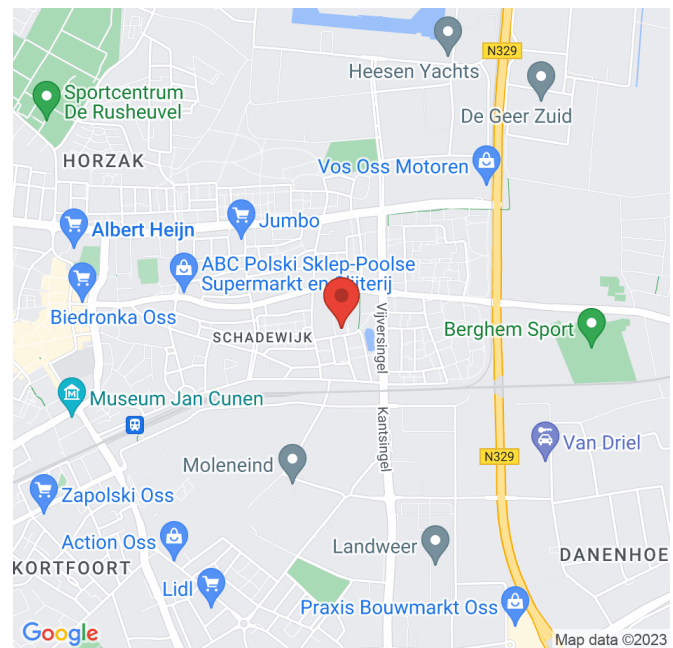 N329
Heesen Yachts
De Geer Zuid
Sportcentrum
De Rusheuvel
HORZAK
Vos Oss Motoren
Albert Heijn
Jumbo
ABC Polski Sklep-Poolse
Supermarkt en
jterij
Biedronka Oss
Vijversingel
Berghem Sport
SCHADEWIJK
Museum Jan Cunen
Kantsingel
Van Driel
N329
Moleneind
Zapolski Oss
Action Oss
Landweer
DANENHOE
KORTFOORT
Lidl
Praxis Bouwmarkt Oss
Google
Map data ©2023